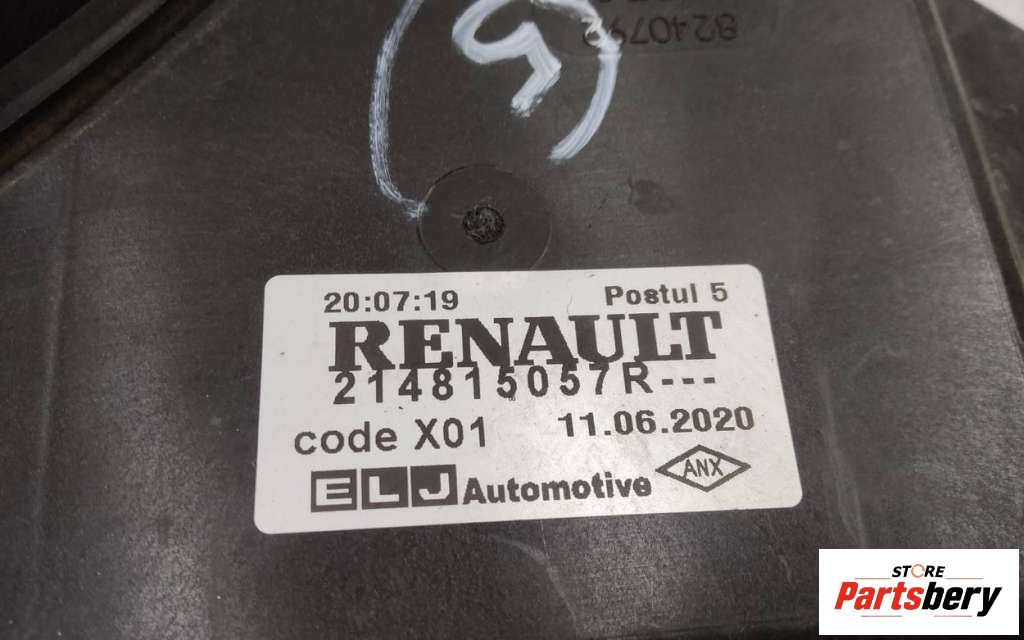 20:07:19 Postul 5
RENAULT
214815057R---
code X01 11.06.2020
ELJ Automotive ANX
STORE
Partsbery